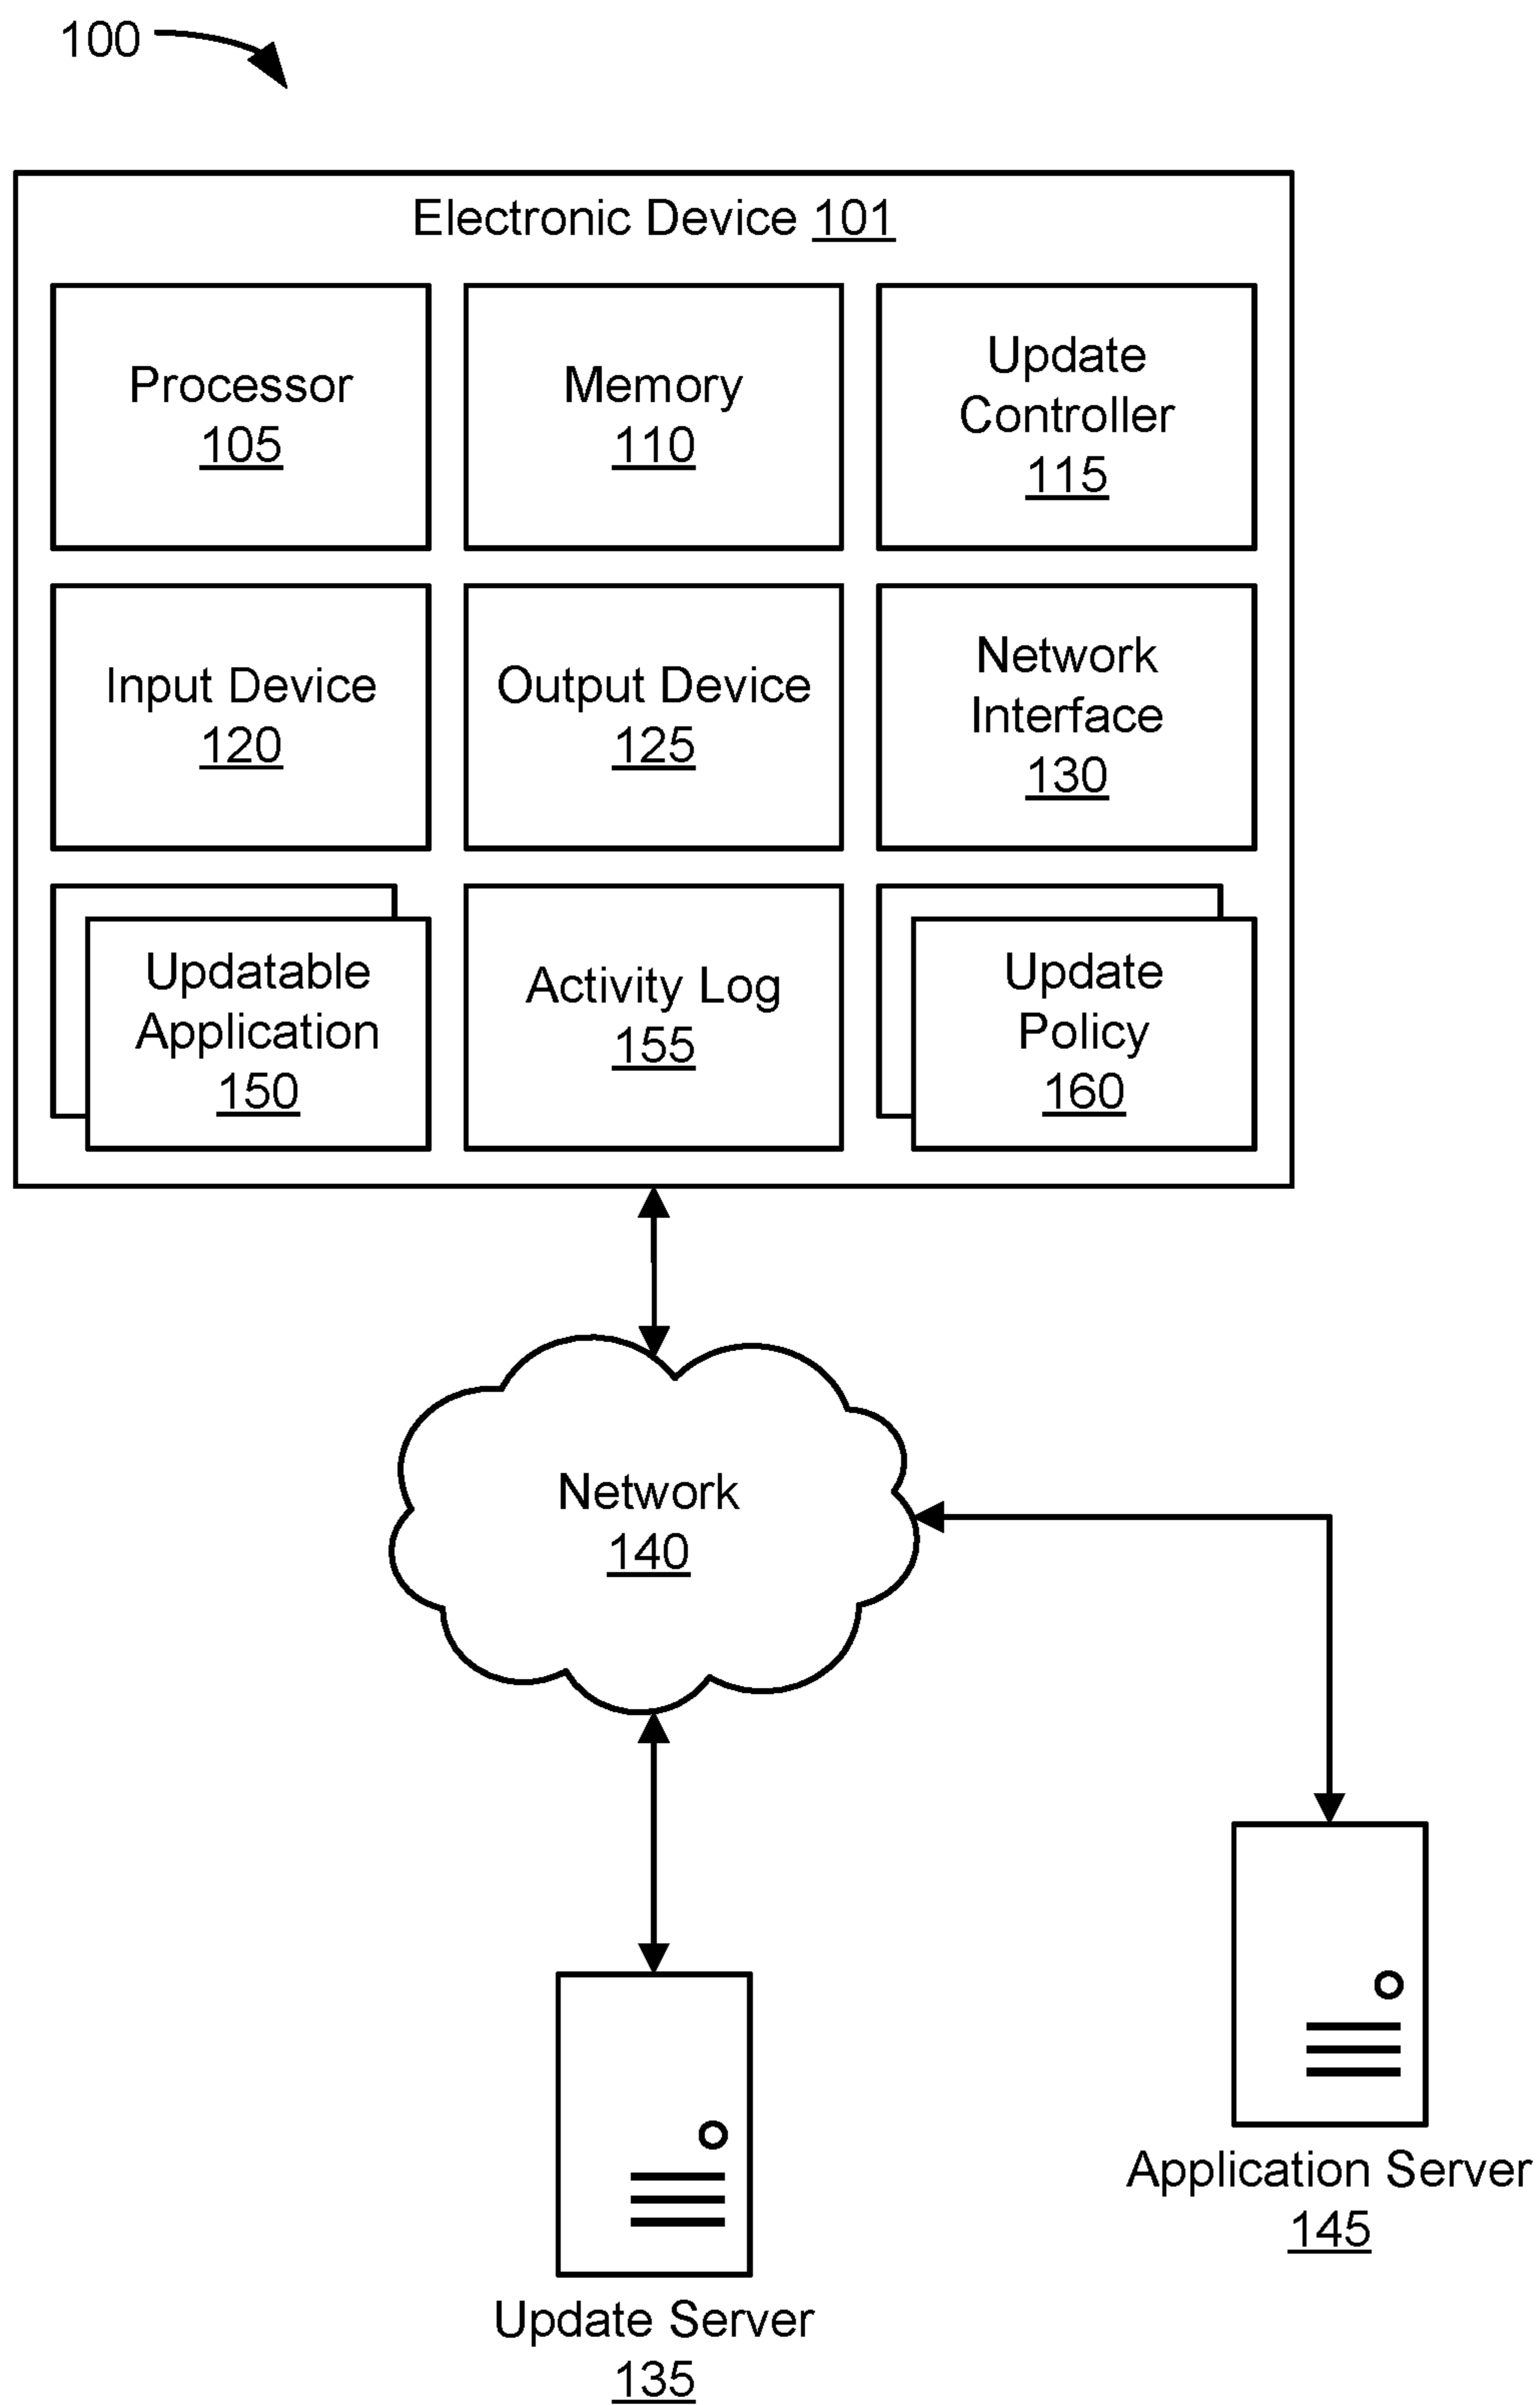 100
Electronic Device 101
Processor
105
Memory
110
Update
Controller
115
Input Device
120
Output Device
125
Network
Interface
130
Updatable
Application
150
Activity Log
155
Update
Policy
160
Network
140
Application Server
145
Update Server
135